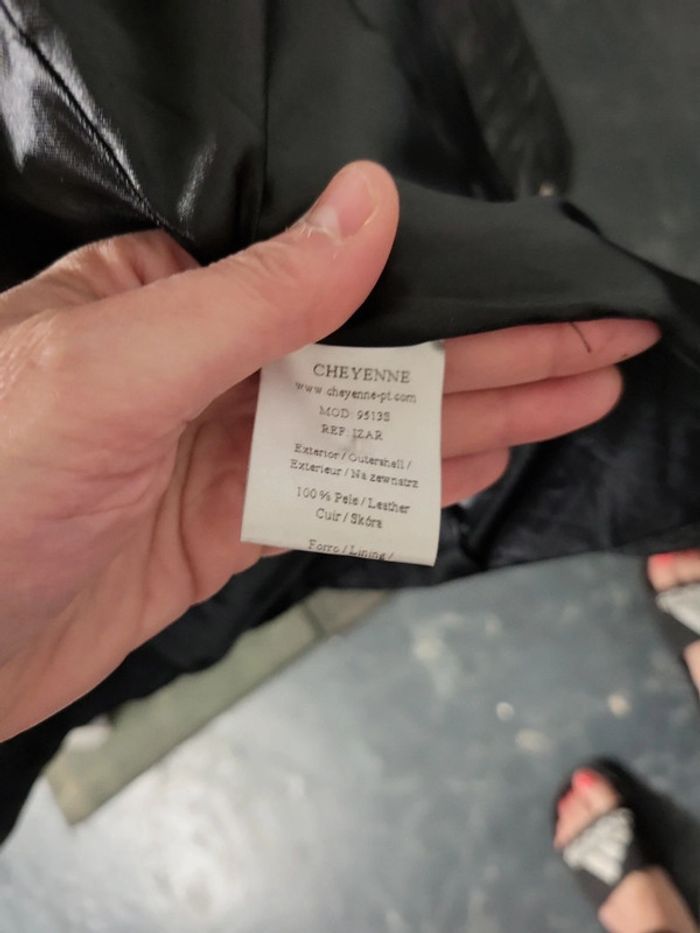 CHEYENNE
www.cheyenne-pt.com
MOD: 9513S
REF: IZAR
Exterior / Outershell /
Exterieur / Na zewnatrz
100 % Pele / Leather
Cuir / Skóra
Forro / Lining /